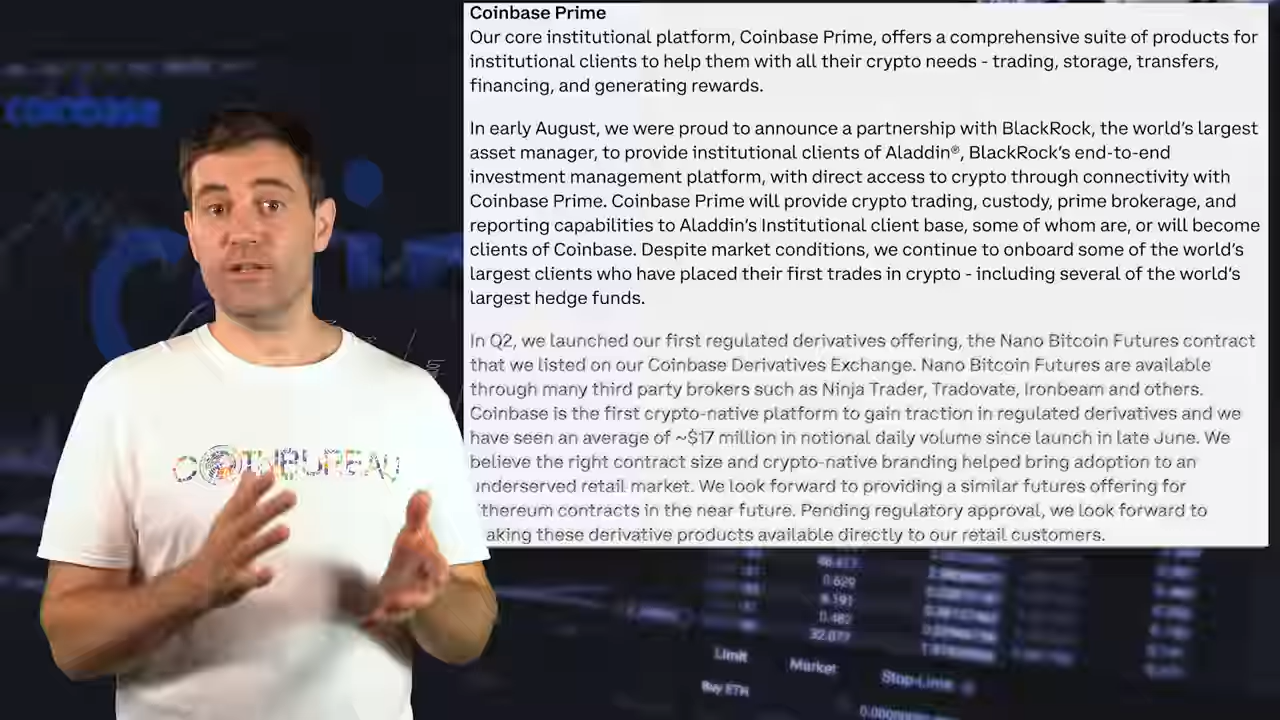 Coinbase Prime
Our core institutional platform, Coinbase Prime, offers a comprehensive suite of products for
institutional clients to help them with all their crypto needs - trading, storage, transfers,
financing, and generating rewards.
In early August, we were proud to announce a partnership with BlackRock, the world's largest
asset manager, to provide institutional clients of Aladdin®, BlackRock's end-to-end
investment management platform, with direct access to crypto through connectivity with
Coinbase Prime. Coinbase Prime will provide crypto trading, custody, prime brokerage, and
reporting capabilities to Aladdin's Institutional client base, some of whom are, or will become
clients of Coinbase. Despite market conditions, we continue to onboard some of the world's
largest clients who have placed their first trades in crypto - including several of the world's
largest hedge funds.
In Q2, we launched our first regulated derivatives offering, the Nano Bitcoin Futures contract
that we listed on our Coinbase Derivatives Exchange. Nano Bitcoin Futures are available
through many third party brokers such as Ninja Trader, Tradovate, Ironbeam and others.
Coinbase is the first crypto-native platform to gain traction in regulated derivatives and we
have seen an average of ~$17 million in notional daily volume since launch in late June. We
believe the right contract size and crypto-native branding helped bring adoption to an
underserved retail market. We look forward to providing a similar futures offering for
thereum contracts in the near future. Pending regulatory approval, we look forward to
aking these derivative products available directly to our retail customers.
coinbase
COINBUREAU
0.629
0.482
32.077
Limit
Market
Stop-Limit
Buy ETH